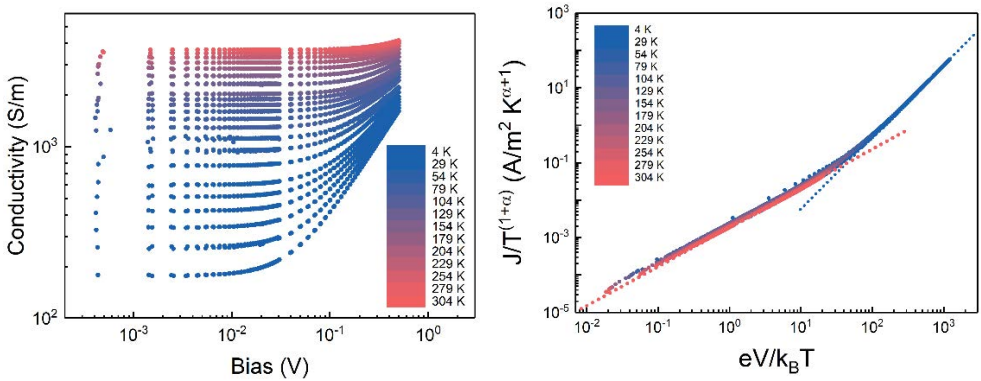 Conductivity (S/m)
10³
10²
4 K
29 K
54 K
79 K
104 K
129 K
154 K
179 K
204 K
229 K
254 K
279 K
304 K
10⁻³
10⁻²
10⁻¹
10⁰
Bias (V)
J/T^(1+α) (A/m² K^α+1)
10³
10¹
10⁻¹
10⁻³
10⁻⁵
4 K
29 K
54 K
79 K
104 K
129 K
154 K
179 K
204 K
229 K
254 K
279 K
304 K
10⁻²
10⁻¹
10⁰
10¹
10²
10³
eV/k_BT